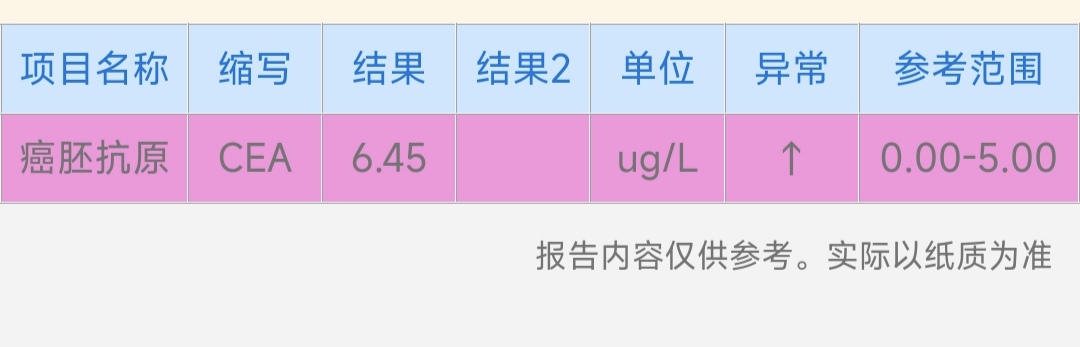 项目名称 缩写 结果 结果2 单位 异常 参考范围
癌胚抗原 CEA 6.45 ug/L ↑ 0.00-5.00
报告内容仅供参考。实际以纸质为准